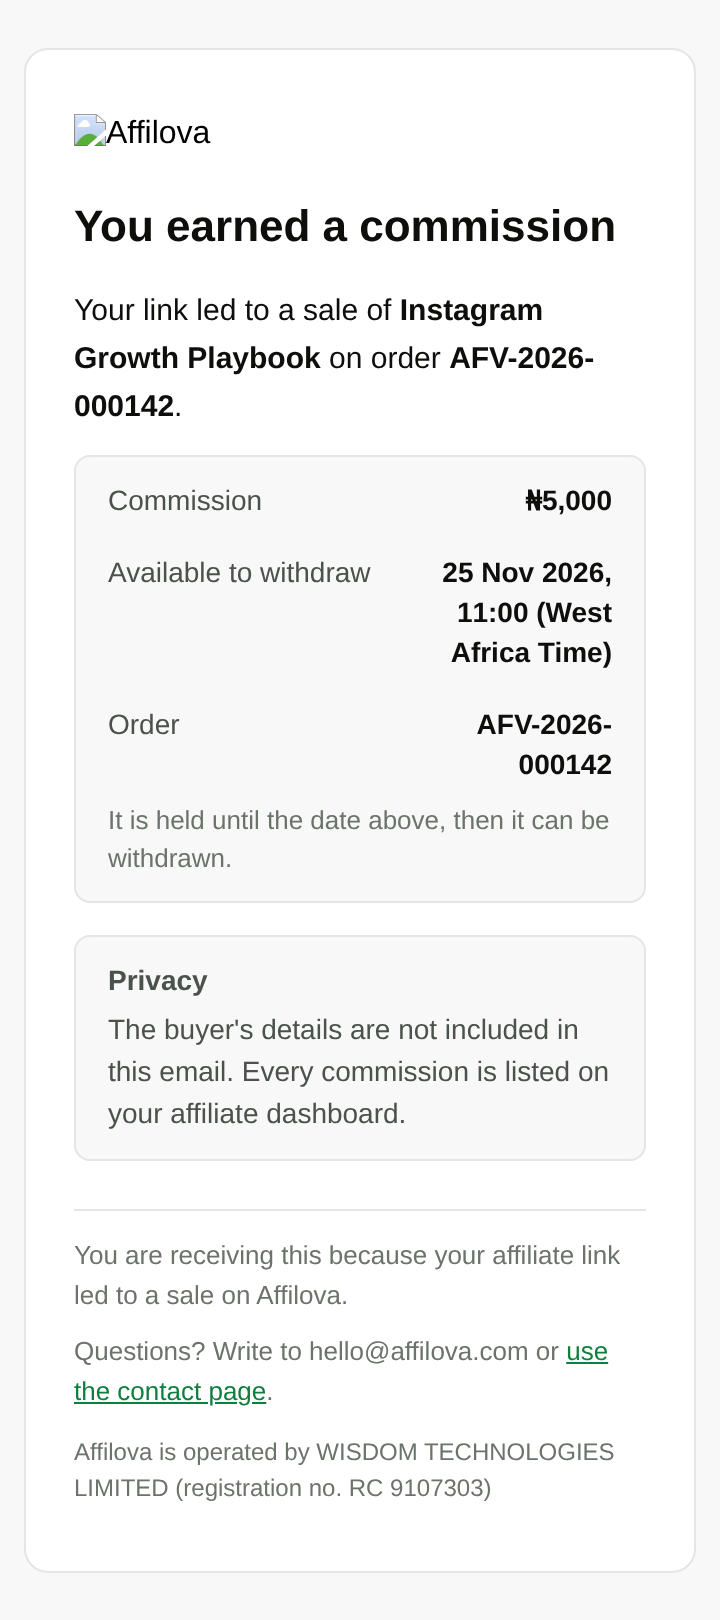 Affilova
You earned a commission
Your link led to a sale of Instagram
Growth Playbook on order AFV-2026-
000142.
Commission ₦5,000
Available to withdraw 25 Nov 2026,
11:00 (West
Africa Time)
Order AFV-2026-
000142
It is held until the date above, then it can be
withdrawn.
Privacy
The buyer's details are not included in
this email. Every commission is listed on
your affiliate dashboard.
You are receiving this because your affiliate link
led to a sale on Affilova.
Questions? Write to hello@affilova.com or use
the contact page.
Affilova is operated by WISDOM TECHNOLOGIES
LIMITED (registration no. RC 9107303)